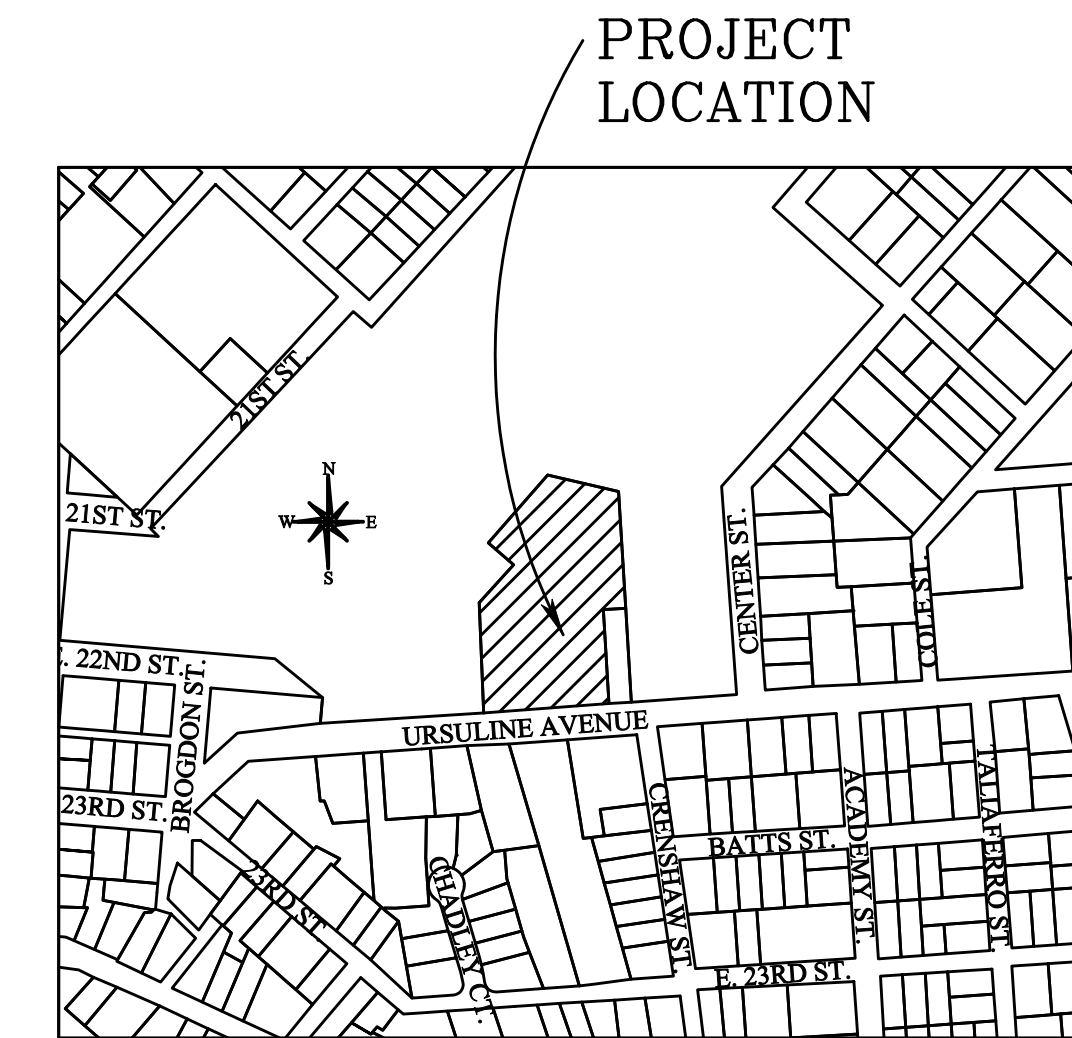 PROJECT
LOCATION
21ST ST.
N
W E
S
21ST ST.
CENTER ST.
COLE ST.
E. 22ND ST.
BROGDON ST.
URSULINE AVENUE
23RD ST.
CRENSHAW ST.
ACADEMY ST.
TALIAFERRO ST.
BATTS ST.
23RD ST.
CHADLEY CT.
E. 23RD ST.